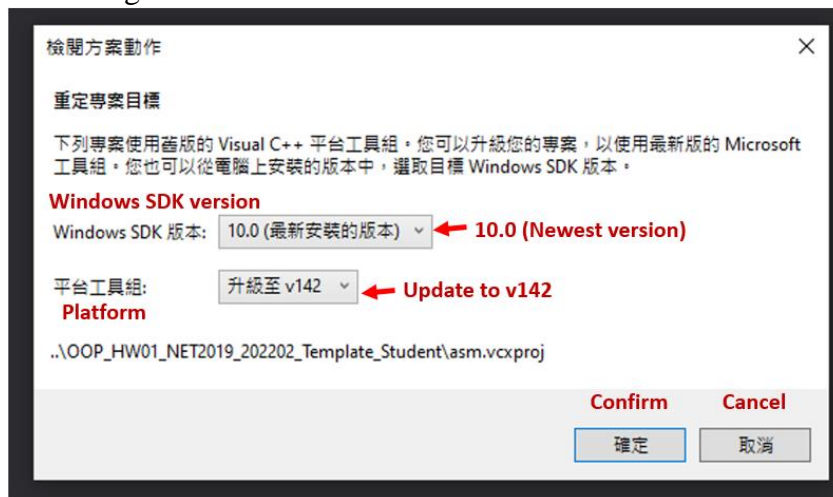 檢閱方案動作
重定專案目標
下列專案使用舊版的 Visual C++ 平台工具組。您可以升級您的專案，以使用最新版的 Microsoft
工具組。您也可以從電腦上安裝的版本中，選取目標 Windows SDK 版本。
Windows SDK version
Windows SDK 版本: 10.0 (最新安裝的版本) 10.0 (Newest version)
平台工具組: 升級至 v142 Update to v142
Platform
..\OOP_HW01_NET2019_202202_Template_Student\asm.vcxproj
Confirm Cancel
確定 取消